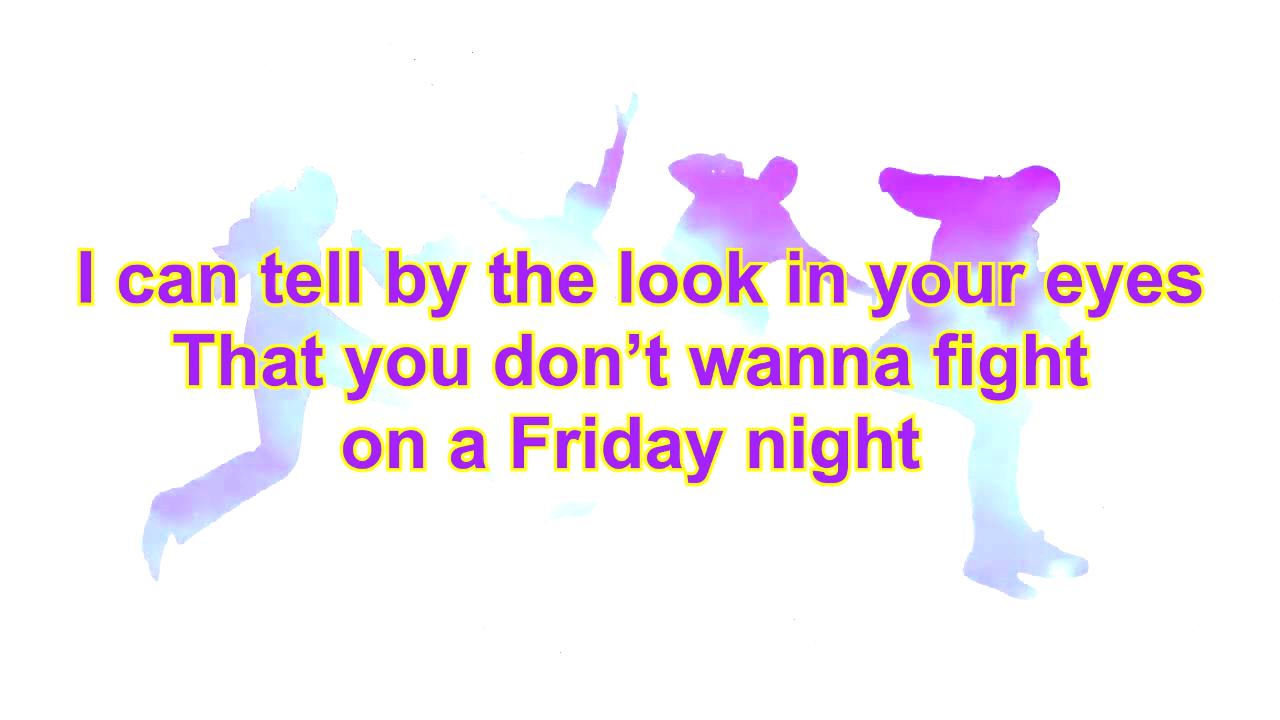 I can tell by the look in your eyes
That you don’t wanna fight
on a Friday night